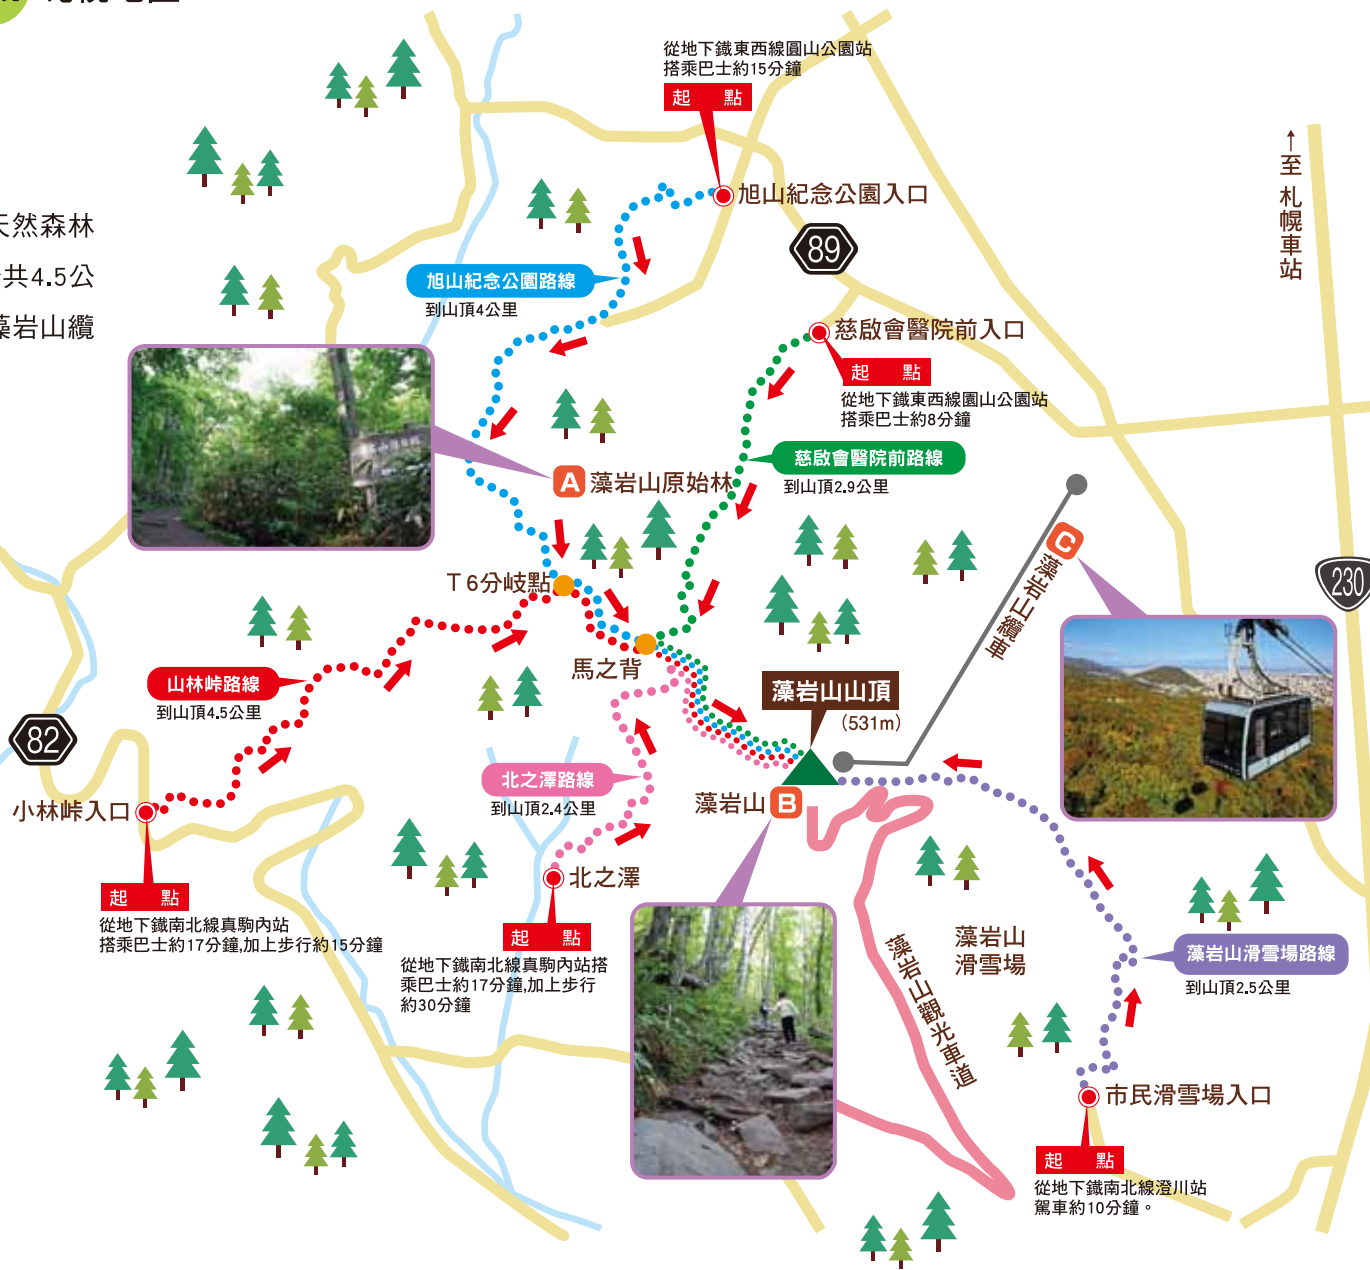 天然森林
共4.5公
藻岩山纜
從地下鐵東西線圓山公園站
搭乘巴士約15分鐘
起 點
旭山紀念公園入口
89
←至 札幌車站
旭山紀念公園路線
到山頂4公里
慈啟會醫院前入口
起 點
從地下鐵東西線圓山公園站
搭乘巴士約8分鐘
慈啟會醫院前路線
到山頂2.9公里
A 藻岩山原始林
C 藻岩山纜車
230
T6分岐點
馬之背
山林峠路線
到山頂4.5公里
藻岩山山頂
(531m)
82
北之澤路線
到山頂2.4公里
藻岩山 B
小林峠入口
起 點
從地下鐵南北線真駒內站
搭乘巴士約17分鐘,加上步行約15分鐘
北之澤
起 點
從地下鐵南北線真駒內站搭
乘巴士約17分鐘,加上步行
約30分鐘
藻岩山
滑雪場
藻岩山觀光車道
藻岩山滑雪場路線
到山頂2.5公里
市民滑雪場入口
起 點
從地下鐵南北線澄川站
駕車約10分鐘。